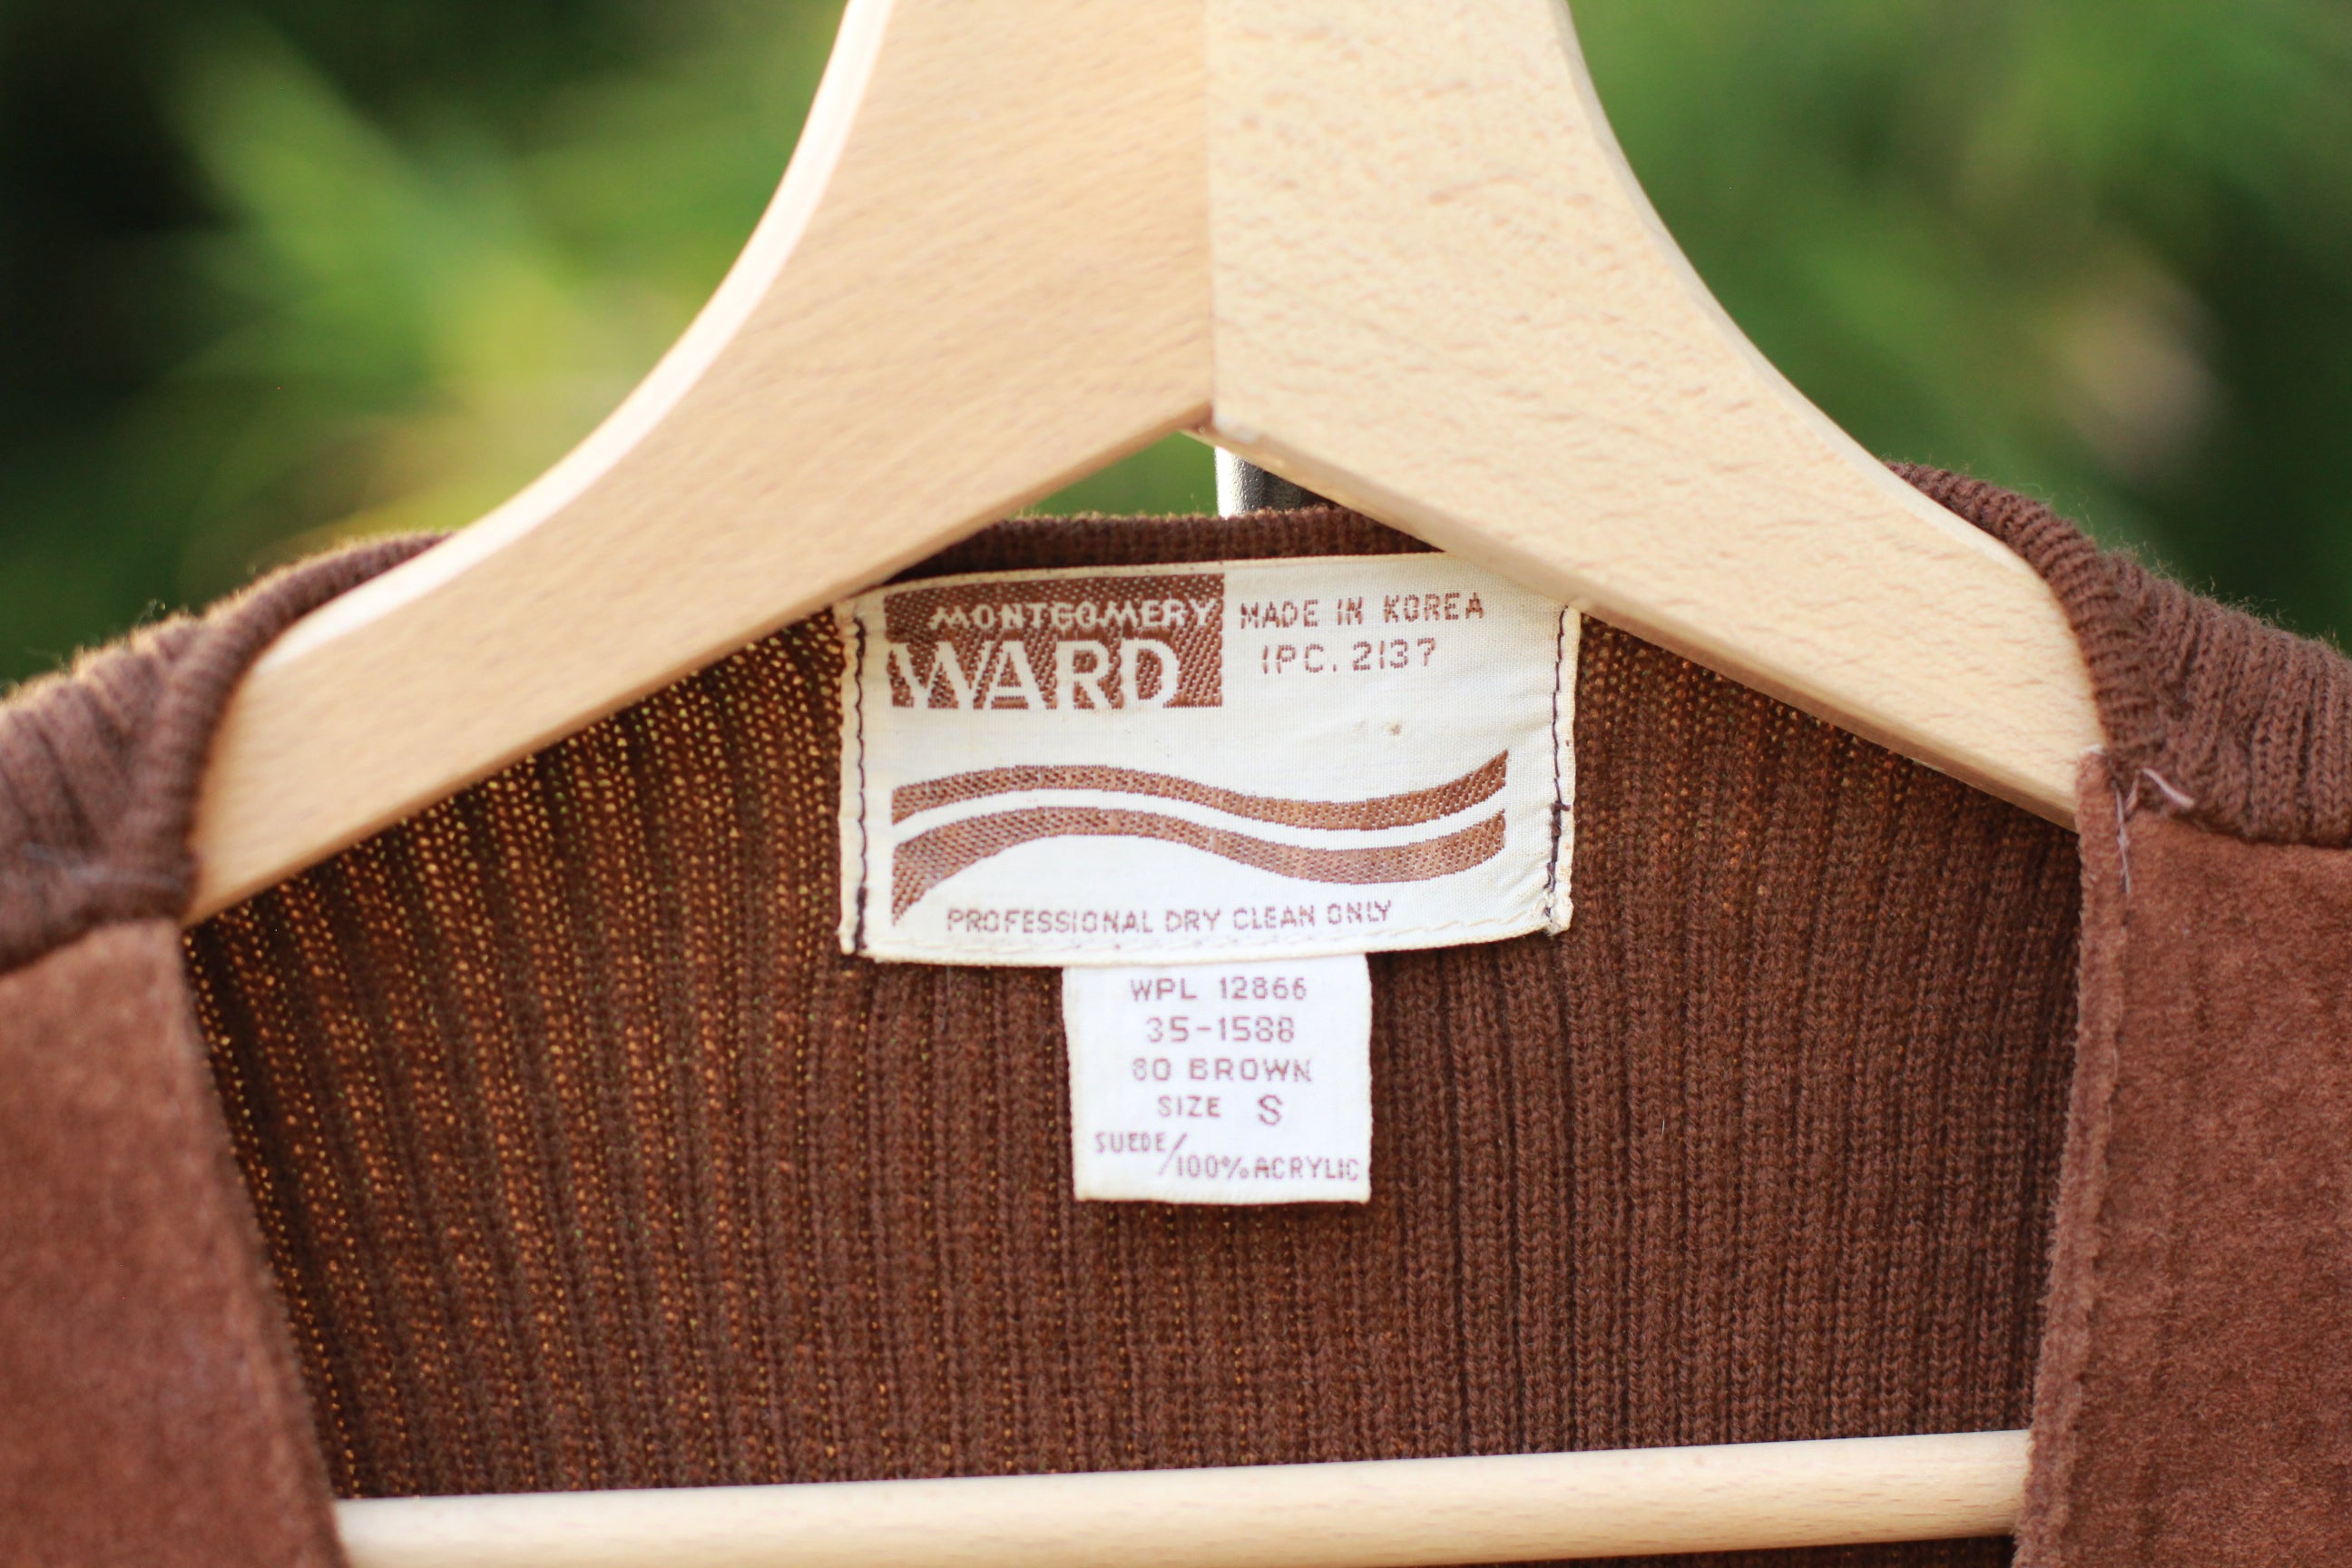 MONTGOMERY
WARD
MADE IN KOREA
1PC. 2137
PROFESSIONAL DRY CLEAN ONLY
WPL 12866
35-1588
80 BROWN
SIZE S
SUEDE/100% ACRYLIC